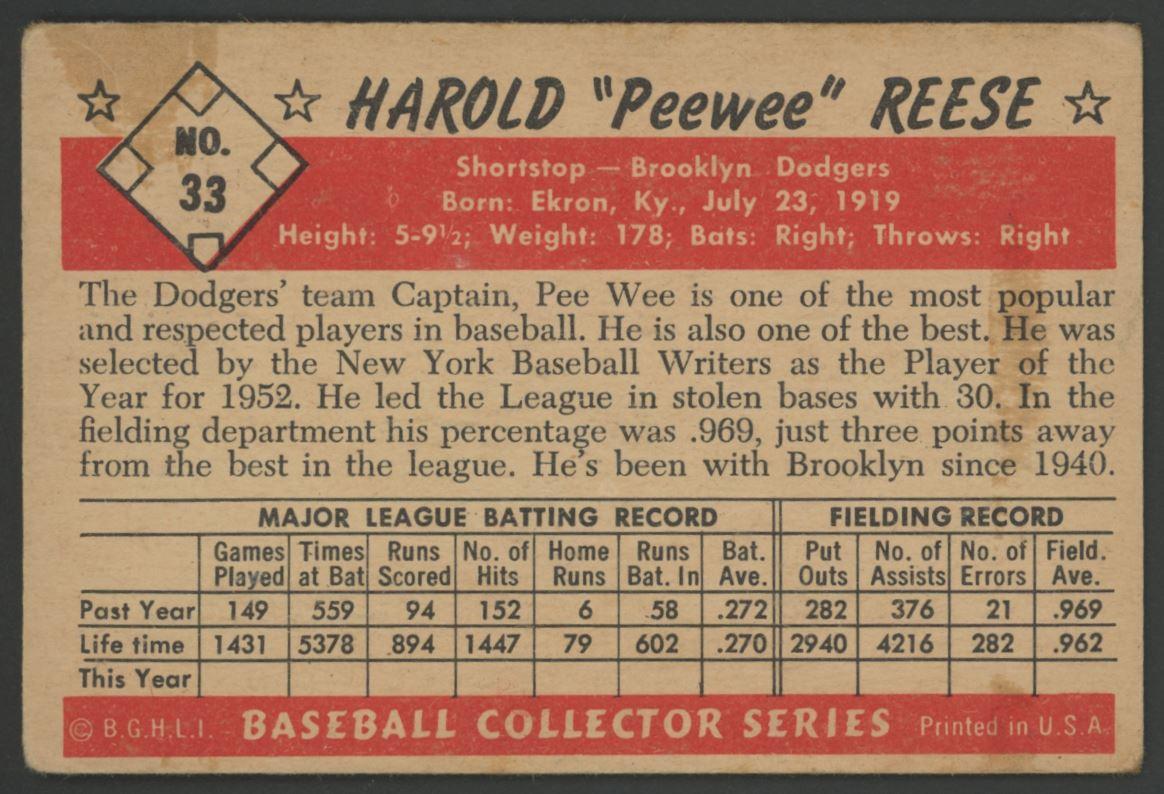 HAROLD "Peewee" REESE
NO.
33
Shortstop — Brooklyn Dodgers
Born: Ekron, Ky., July 23, 1919
Height: 5-9½; Weight: 178; Bats: Right; Throws: Right
The Dodgers' team Captain, Pee Wee is one of the most popular
and respected players in baseball. He is also one of the best. He was
selected by the New York Baseball Writers as the Player of the
Year for 1952. He led the League in stolen bases with 30. In the
fielding department his percentage was .969, just three points away
from the best in the league. He's been with Brooklyn since 1940.
MAJOR LEAGUE BATTING RECORD FIELDING RECORD
Games Times Runs No. of Home Runs Bat. Put No. of No. of Field.
Played at Bat Scored Hits Runs Bat. In Ave. Outs Assists Errors Ave.
Past Year 149 559 94 152 6 58 .272 282 376 21 .969
Life time 1431 5378 894 1447 79 602 .270 2940 4216 282 .962
This Year
© B.G.H.L.I. - BASEBALL COLLECTOR SERIES Printed in U.S.A.